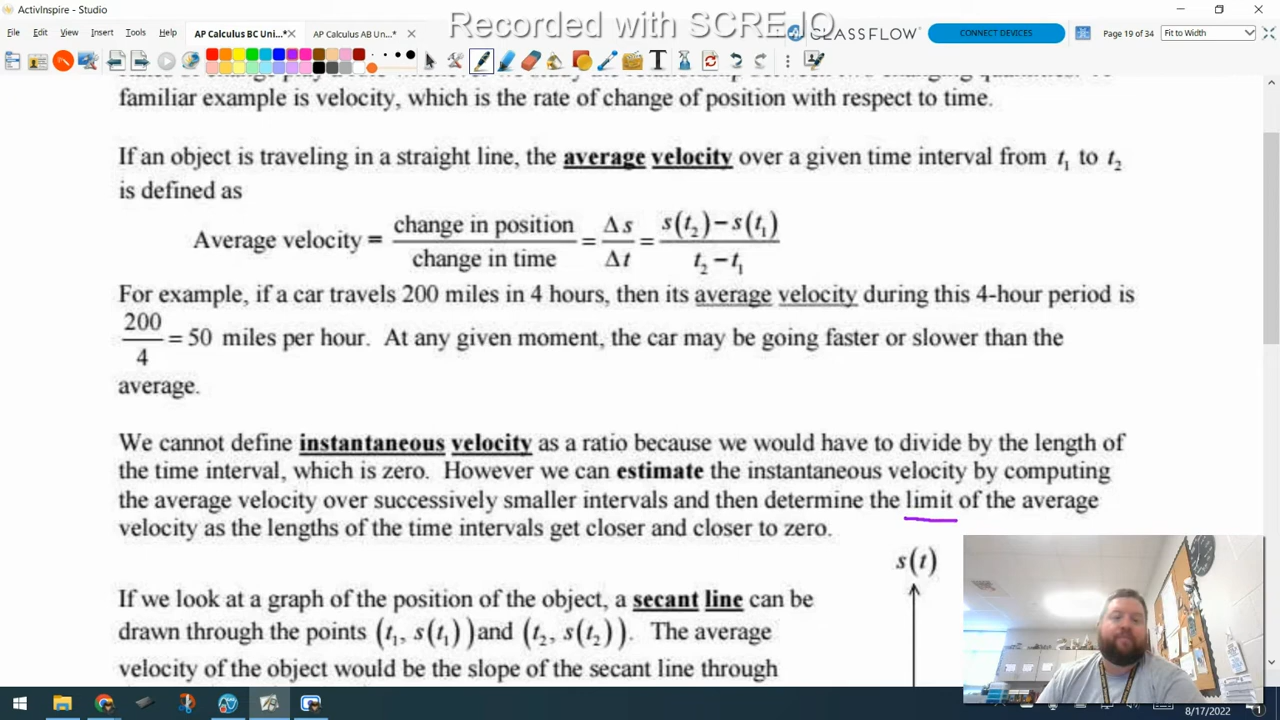 ActivInspire - Studio
Recorded with SCRE.IO
AP Calculus BC Uni...*
AP Calculus AB Un...*
CLASSFLOW
CONNECT DEVICES
Page 19 of 34
Fit to Width
File Edit View Insert Tools Help
familiar example is velocity, which is the rate of change of position with respect to time.
If an object is traveling in a straight line, the average velocity over a given time interval from t₁ to t₂
is defined as
Average velocity = change in position / change in time = Δs / Δt = s(t₂)−s(t₁) / t₂−t₁
For example, if a car travels 200 miles in 4 hours, then its average velocity during this 4-hour period is
200/4 = 50 miles per hour. At any given moment, the car may be going faster or slower than the
average.
We cannot define instantaneous velocity as a ratio because we would have to divide by the length of
the time interval, which is zero. However we can estimate the instantaneous velocity by computing
the average velocity over successively smaller intervals and then determine the limit of the average
velocity as the lengths of the time intervals get closer and closer to zero.
s(t)
If we look at a graph of the position of the object, a secant line can be
drawn through the points (t₁, s(t₁)) and (t₂, s(t₂)). The average
velocity of the object would be the slope of the secant line through
8/17/2022